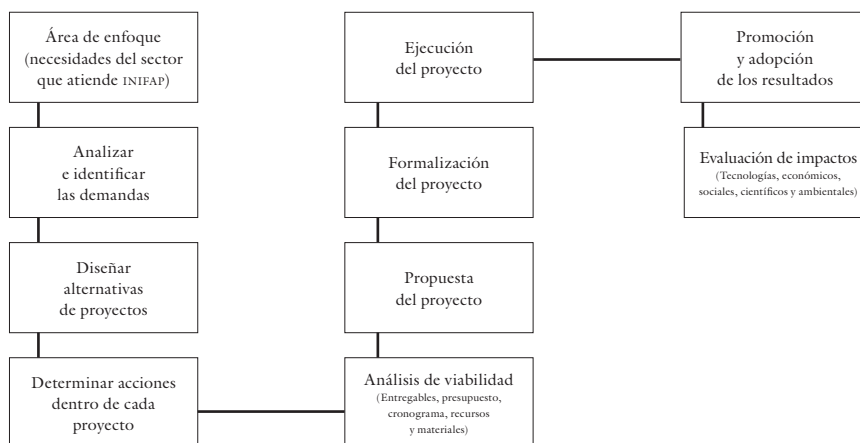 Área de enfoque
(necesidades del sector
que atiende INIFAP)
Analizar
e identificar
las demandas
Diseñar
alternativas
de proyectos
Determinar acciones
dentro de cada
proyecto
Análisis de viabilidad
(Entregables, presupuesto,
cronograma, recursos
y materiales)
Propuesta
del proyecto
Formalización
del proyecto
Ejecución
del proyecto
Promoción
y adopción
de los resultados
Evaluación de impactos
(Tecnologías, económicos,
sociales, científicos y ambientales)